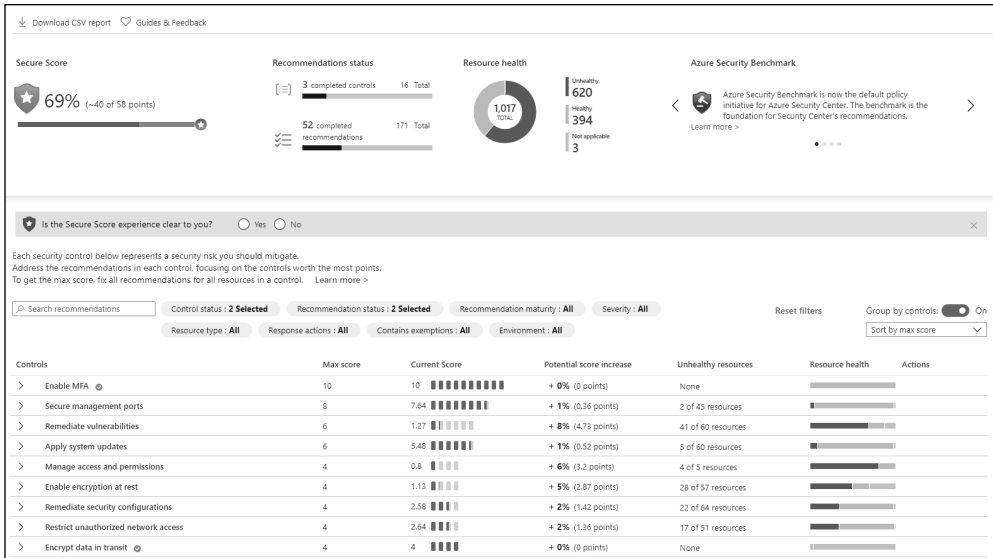 Download CSV report Guides & Feedback
Secure Score
69% (~40 of 58 points)
Recommendations status
3 completed controls 16 Total
52 completed
recommendations
171 Total
Resource health
1,017
TOTAL
Unhealthy
620
Healthy
394
Not applicable
3
Azure Security Benchmark
Azure Security Benchmark is now the default policy
initiative for Azure Security Center. The benchmark is the
foundation for Security Center's recommendations.
Learn more >
Is the Secure Score experience clear to you? Yes No
Each security control below represents a security risk you should mitigate.
Address the recommendations in each control, focusing on the controls worth the most points.
To get the max score, fix all recommendations for all resources in a control. Learn more >
Search recommendations
Control status : 2 Selected Recommendation status : 2 Selected Recommendation maturity : All Severity : All
Resource type : All Response actions : All Contains exemptions : All Environment : All
Reset filters
Group by controls: On
Sort by max score
Controls Max score Current Score Potential score increase Unhealthy resources Resource health Actions
Enable MFA 10 10 + 0% (0 points) None
Secure management ports 8 7.64 + 1% (0.36 points) 2 of 45 resources
Remediate vulnerabilities 6 1.27 + 8% (4.73 points) 41 of 60 resources
Apply system updates 6 5.48 + 1% (0.52 points) 5 of 60 resources
Manage access and permissions 4 0.8 + 6% (3.2 points) 4 of 5 resources
Enable encryption at rest 4 1.13 + 5% (2.87 points) 28 of 57 resources
Remediate security configurations 4 2.58 + 2% (1.42 points) 22 of 64 resources
Restrict unauthorized network access 4 2.64 + 2% (1.36 points) 17 of 51 resources
Encrypt data in transit 4 4 + 0% (0 points) None